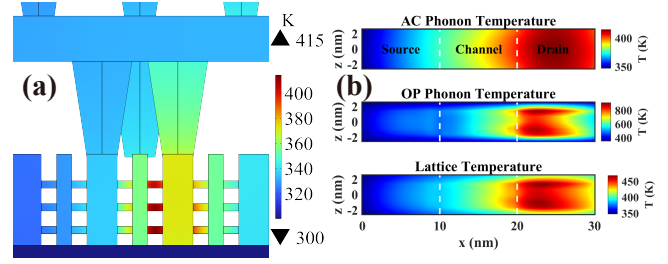 K
▲ 415
(a)
400
380
360
340
320
▼ 300
(b)
AC Phonon Temperature
z (nm)
2
0
-2
Source
Channel
Drain
400
350
T (K)
OP Phonon Temperature
z (nm)
2
0
-2
800
600
400
T (K)
Lattice Temperature
z (nm)
2
0
-2
450
400
350
T (K)
0
10
20
30
x (nm)